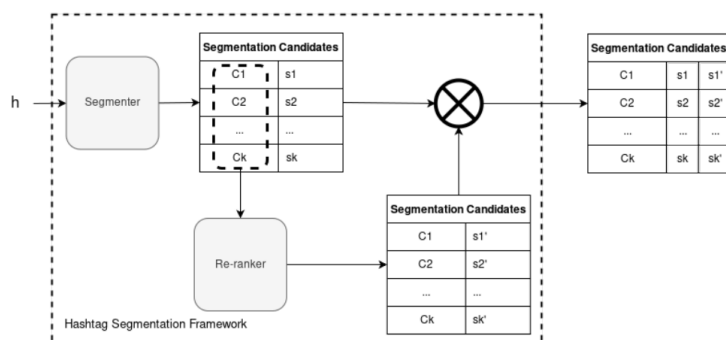 h
Segmenter
Segmentation Candidates
C1 s1
C2 s2
... ...
Ck sk
Segmentation Candidates
C1 s1 s1'
C2 s2 s2'
... ... ...
Ck sk sk'
Re-ranker
Segmentation Candidates
C1 s1'
C2 s2'
... ...
Ck sk'
Hashtag Segmentation Framework